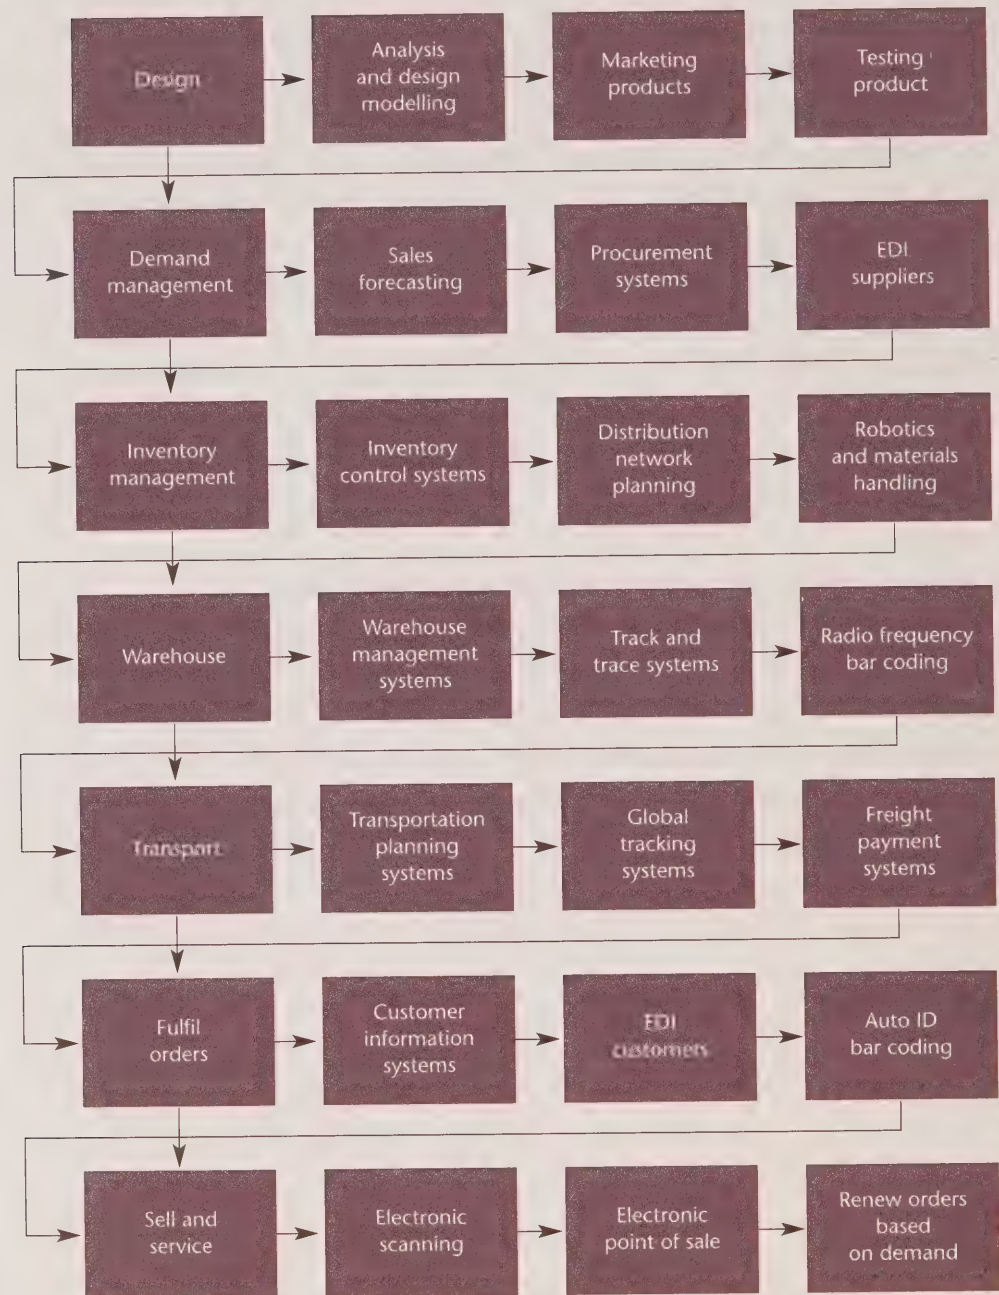 Design
Analysis
and design
modelling
Marketing
products
Testing
product
Demand
management
Sales
forecasting
Procurement
systems
EDI
suppliers
Inventory
management
Inventory
control systems
Distribution
network
planning
Robotics
and materials
handling
Warehouse
Warehouse
management
systems
Track and
trace systems
Radio frequency
bar coding
Transport
Transportation
planning
systems
Global
tracking
systems
Freight
payment
systems
Fulfil
orders
Customer
information
systems
EDI
customers
Auto ID
bar coding
Sell and
service
Electronic
scanning
Electronic
point of sale
Renew orders
based
on demand